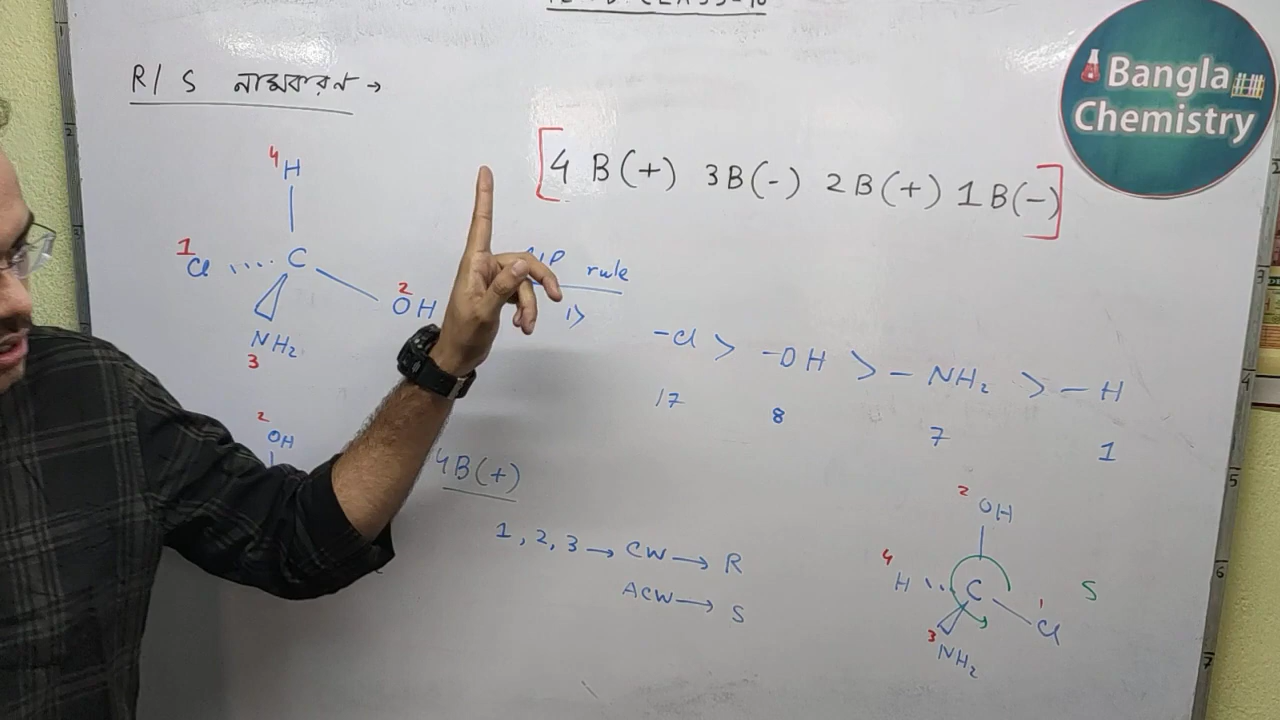 R/S নামকরণ →
Bangla
Chemistry
[4 B(+) 3B(-) 2B(+) 1B(-)]
4
H
1
Cl
C
2
OH
NH₂
3
rule
1>
-Cl > -OH > -NH₂ > -H
17 8 7 1
2
OH
4B(+)
1, 2, 3 → CW → R
ACW → S
2
OH
4
H
C
S
1
Cl
3
NH₂